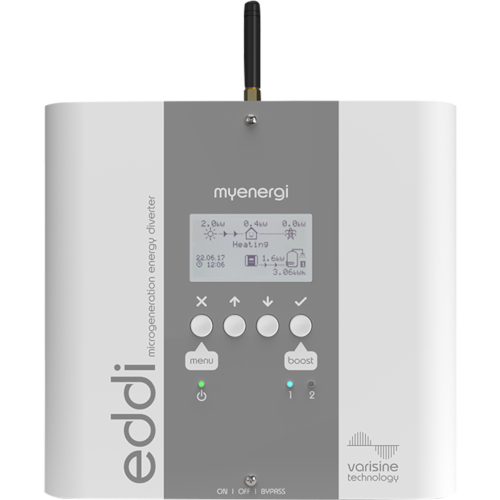 myenergi
2.0kW 0.4kW 0.0kW
Heating
22.06.17
12:06
1.6kW
3.06kWh
menu
boost
1 2
eddi
microgeneration energy diverter
varisine
technology
ON | OFF | BYPASS